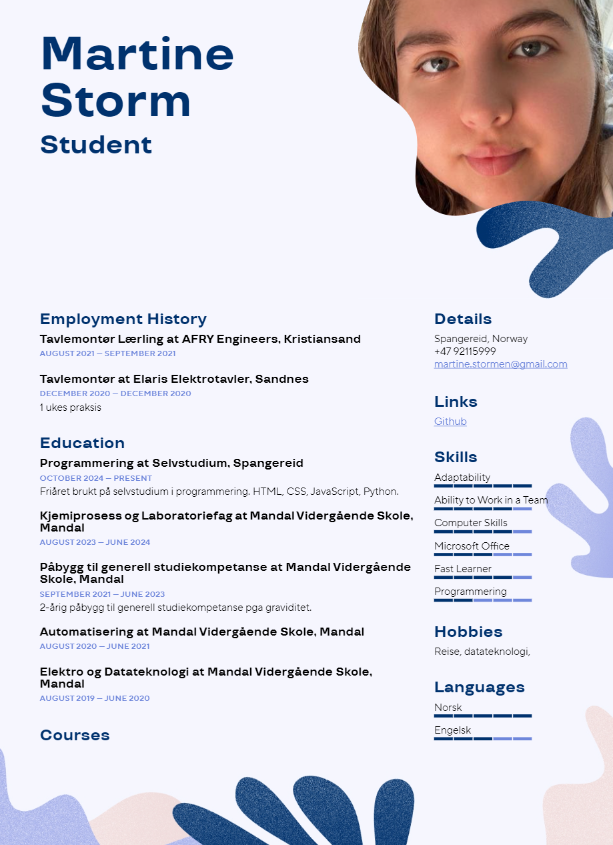 Martine
Storm
Student
Employment History
Tavlemontør Lærling at AFRY Engineers, Kristiansand
AUGUST 2021 — SEPTEMBER 2021
Tavlemontør at Elaris Elektrotavler, Sandnes
DECEMBER 2020 — DECEMBER 2020
1 ukes praksis
Education
Programmering at Selvstudium, Spangereid
OCTOBER 2024 — PRESENT
Friåret brukt på selvstudium i programmering. HTML, CSS, JavaScript, Python.
Kjemiprosess og Laboratoriefag at Mandal Vidergående Skole,
Mandal
AUGUST 2023 — JUNE 2024
Påbygg til generell studiekompetanse at Mandal Vidergående
Skole, Mandal
SEPTEMBER 2021 — JUNE 2023
2-årig påbygg til generell studiekompetanse pga graviditet.
Automatisering at Mandal Vidergående Skole, Mandal
AUGUST 2020 — JUNE 2021
Elektro og Datateknologi at Mandal Vidergående Skole,
Mandal
AUGUST 2019 — JUNE 2020
Courses
Details
Spangereid, Norway
+47 92115999
martine.stormen@gmail.com
Links
Github
Skills
Adaptability
Ability to Work in a Team
Computer Skills
Microsoft Office
Fast Learner
Programmering
Hobbies
Reise, datateknologi,
Languages
Norsk
Engelsk